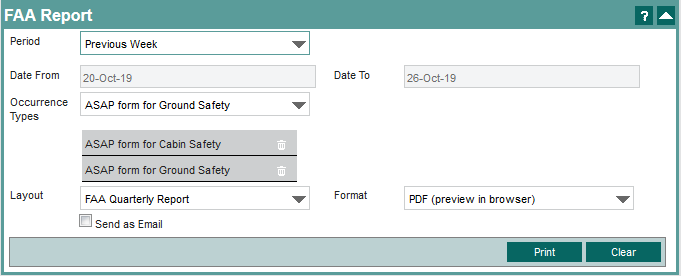 FAA Report ?
Period Previous Week
Date From 20-Oct-19 Date To 26-Oct-19
Occurrence Types ASAP form for Ground Safety
ASAP form for Cabin Safety
ASAP form for Ground Safety
Layout FAA Quarterly Report Format PDF (preview in browser)
Send as Email
Print Clear